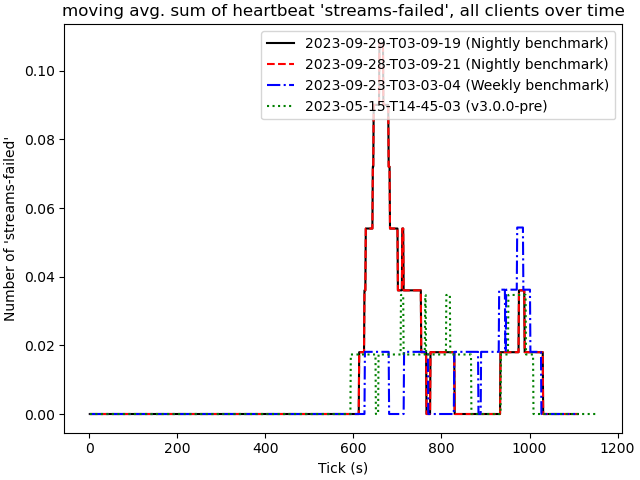 moving avg. sum of heartbeat 'streams-failed', all clients over time
2023-09-29-T03-09-19 (Nightly benchmark)
2023-09-28-T03-09-21 (Nightly benchmark)
2023-09-23-T03-03-04 (Weekly benchmark)
2023-05-15-T14-45-03 (v3.0.0-pre)
Number of 'streams-failed'
0.10
0.08
0.06
0.04
0.02
0.00
0 200 400 600 800 1000 1200
Tick (s)